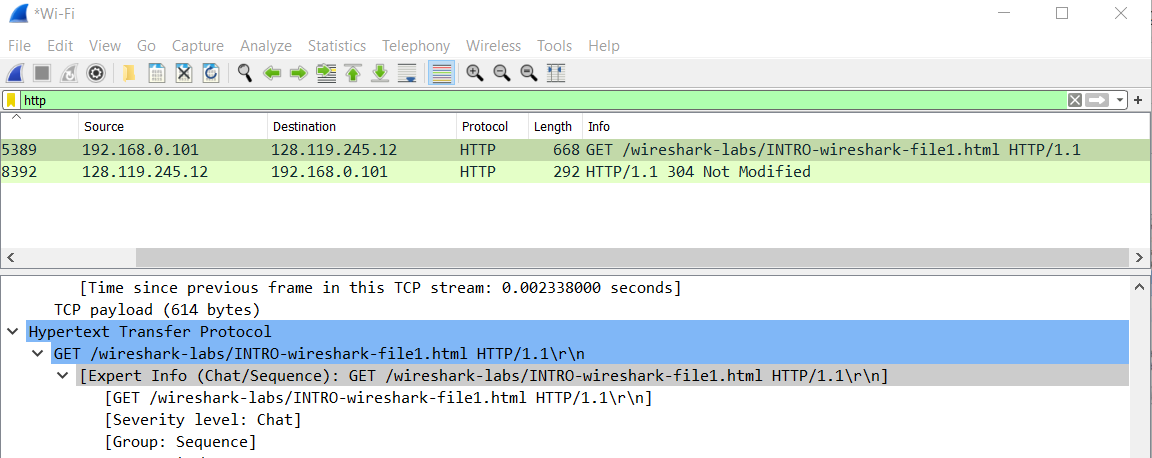 *Wi-Fi
File Edit View Go Capture Analyze Statistics Telephony Wireless Tools Help
http
Source Destination Protocol Length Info
5389 192.168.0.101 128.119.245.12 HTTP 668 GET /wireshark-labs/INTRO-wireshark-file1.html HTTP/1.1
8392 128.119.245.12 192.168.0.101 HTTP 292 HTTP/1.1 304 Not Modified
[Time since previous frame in this TCP stream: 0.002338000 seconds]
TCP payload (614 bytes)
Hypertext Transfer Protocol
GET /wireshark-labs/INTRO-wireshark-file1.html HTTP/1.1\r\n
[Expert Info (Chat/Sequence): GET /wireshark-labs/INTRO-wireshark-file1.html HTTP/1.1\r\n]
[GET /wireshark-labs/INTRO-wireshark-file1.html HTTP/1.1\r\n]
[Severity level: Chat]
[Group: Sequence]